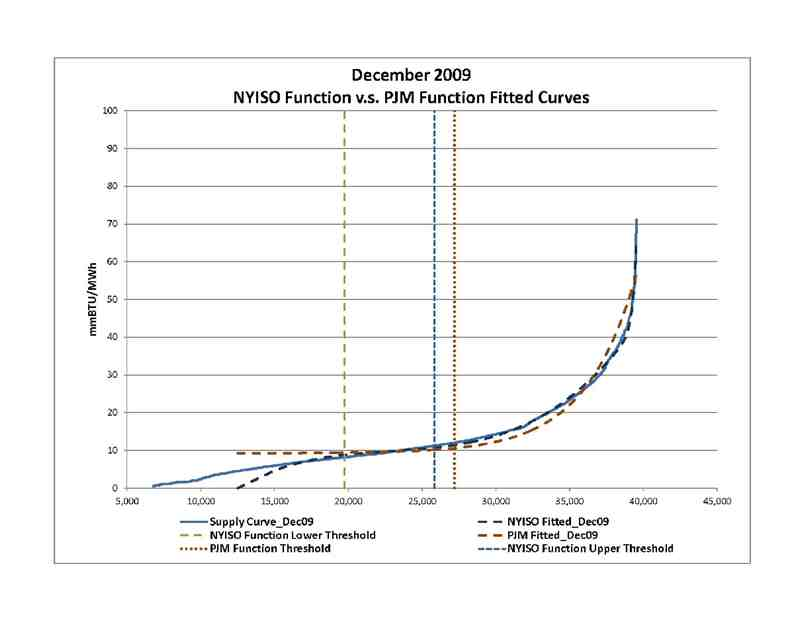 December 2009
NYISO Function v.s. PJM Function Fitted Curves
100
90
80
70
60
50
40
30
20
10
0
mmBTU/MWh
5,000 10,000 15,000 20,000 25,000 30,000 35,000 40,000 45,000
Supply Curve_Dec09 NYISO Fitted_Dec09
NYISO Function Lower Threshold PJM Fitted_Dec09
PJM Function Threshold NYISO Function Upper Threshold